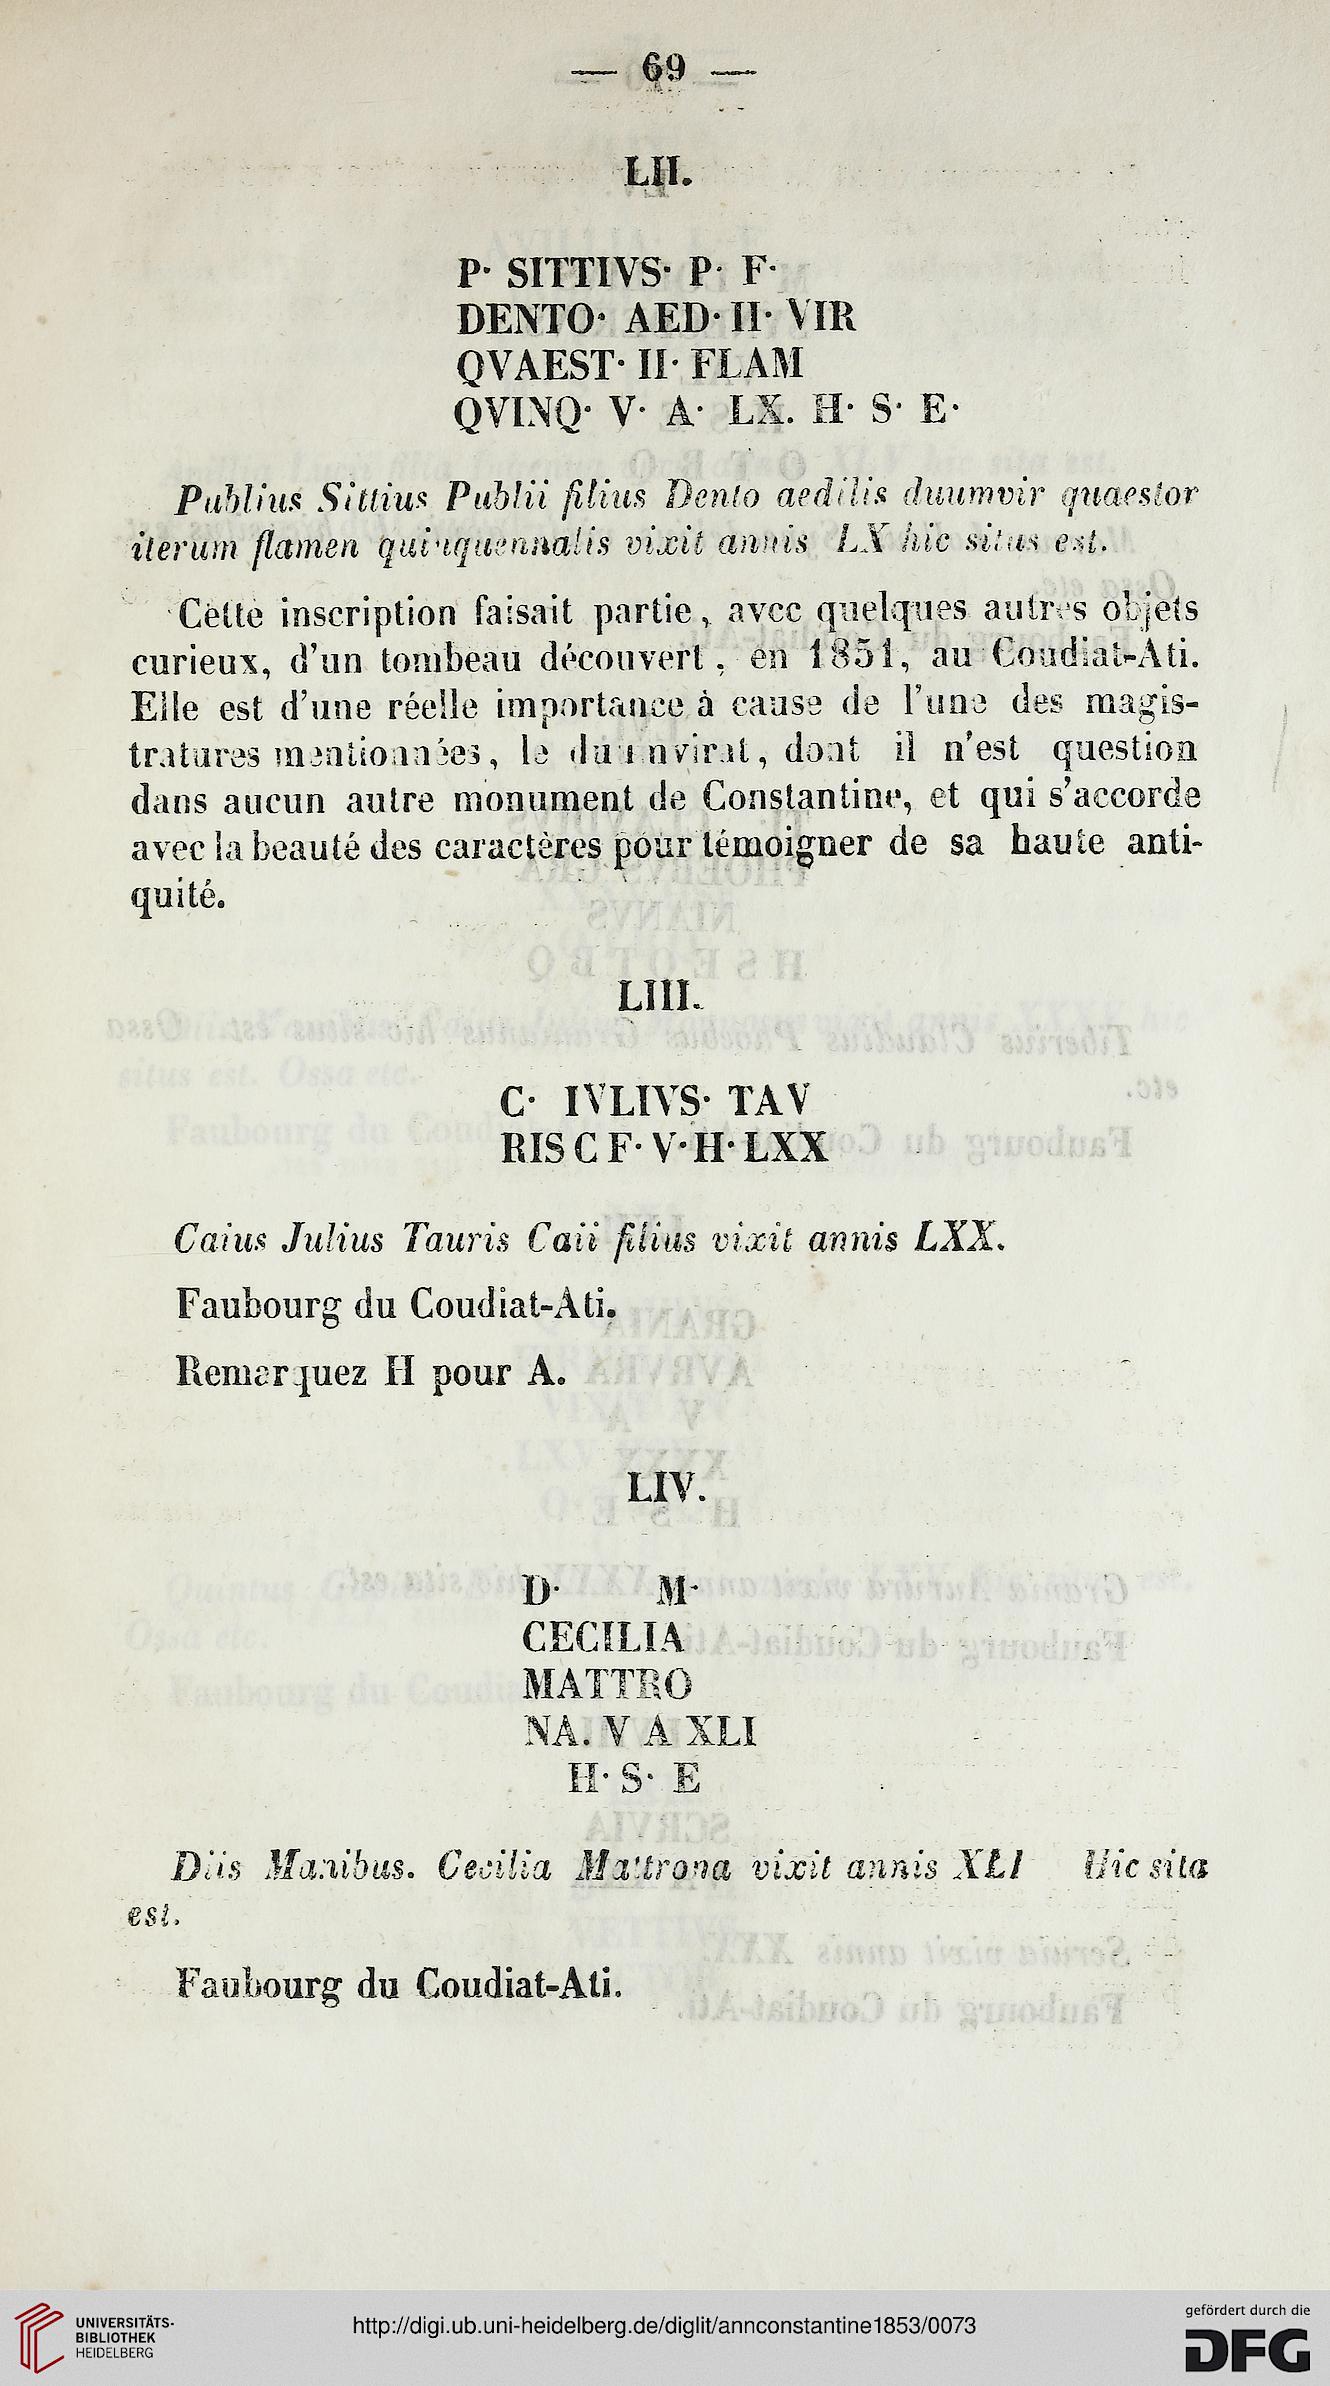 — 69 —
LII.
P· SITTIVS· P· F·
DENTO· AED· II· VIR
QVAEST· II· FLAM
QVINQ· V· A· LX. H· S· E·
Publius Sittius Publii filius Dento aedilis duumvir quaestor
iterum flamen quinquennalis vixit annis LX hic situs est.
Cette inscription faisait partie, avec quelques autres objets
curieux, d'un tombeau découvert, en 1851, au Coudiat-Ati.
Elle est d'une réelle importance à cause de l'une des magis-
tratures mentionnées, le duumvirat, dont il n'est question
dans aucun autre monument de Constantine, et qui s'accorde
avec la beauté des caractères pour témoigner de sa haute anti-
quité.
LIII.
C· IVLIVS· TAV
RIS C F· V· H· LXX
Caius Julius Tauris Caii filius vixit annis LXX.
Faubourg du Coudiat-Ati.
Remarquez H pour A.
LIV.
D· M·
CECILIA
MATTRO
NA. V A XLI
H· S· E
Diis Manibus. Cecilia Mattrona vixit annis XLI Hic sita
est.
Faubourg du Coudiat-Ati.
UNIVERSITÄTS-
BIBLIOTHEK
HEIDELBERG
http://digi.ub.uni-heidelberg.de/diglit/annconstantine1853/0073
gefördert durch die
DFG